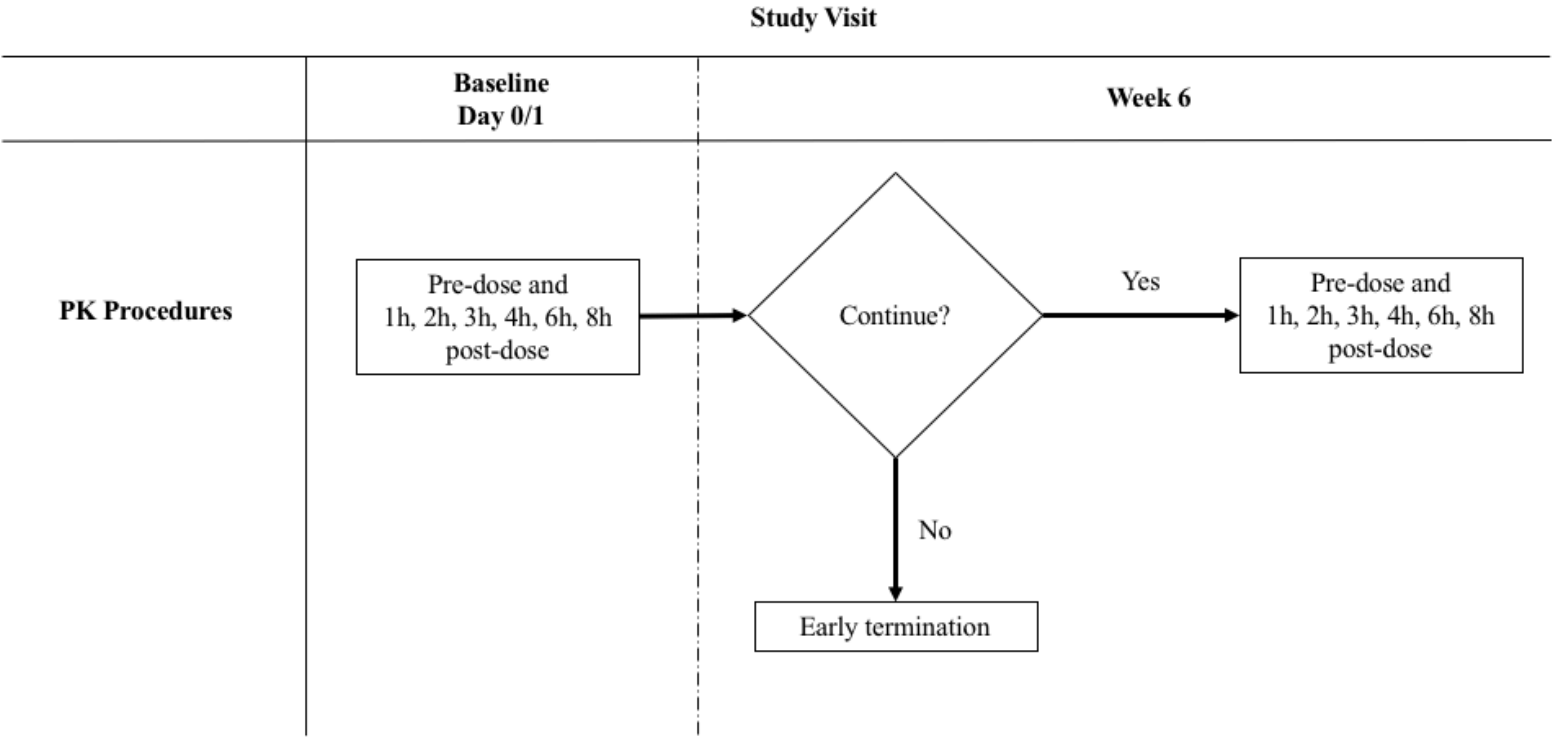 Study Visit
Baseline
Day 0/1
Week 6
PK Procedures
Pre-dose and
1h, 2h, 3h, 4h, 6h, 8h
post-dose
Continue?
Yes
Pre-dose and
1h, 2h, 3h, 4h, 6h, 8h
post-dose
No
Early termination